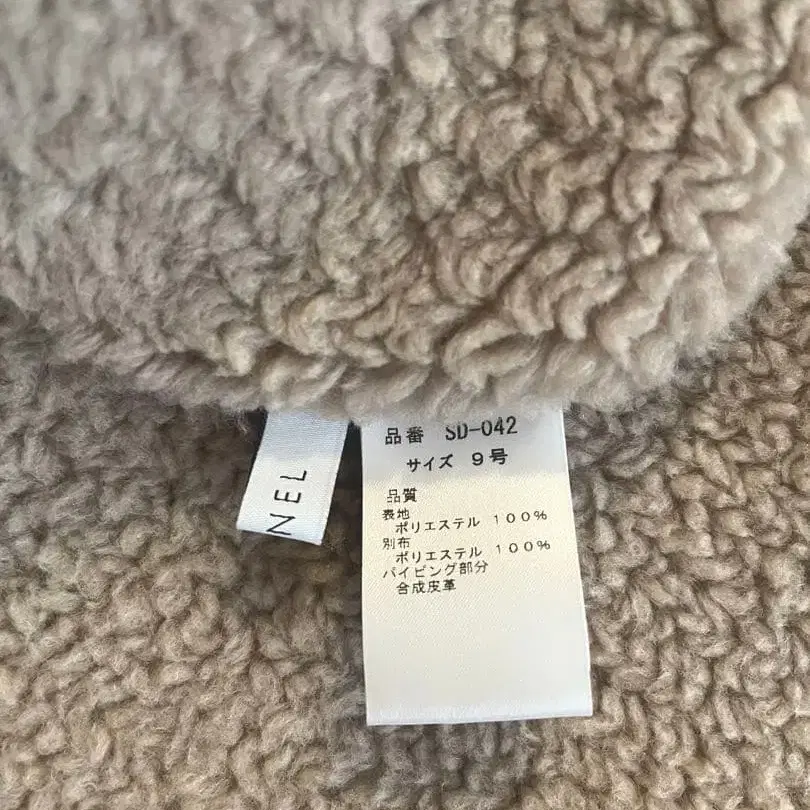 NEL
品番 SD-042
サイズ 9号
品質
表地
ポリエステル 100%
別布
ポリエステル 100%
パイピング部分
合成皮革